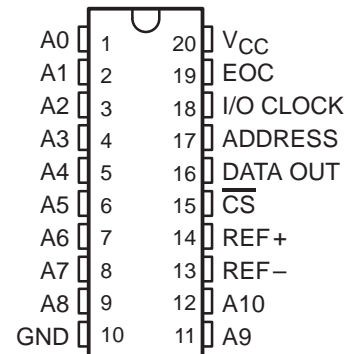 A0 1 20 VCC
A1 2 19 EOC
A2 3 18 I/O CLOCK
A3 4 17 ADDRESS
A4 5 16 DATA OUT
A5 6 15 C̅S̅
A6 7 14 REF+
A7 8 13 REF−
A8 9 12 A10
GND 10 11 A9